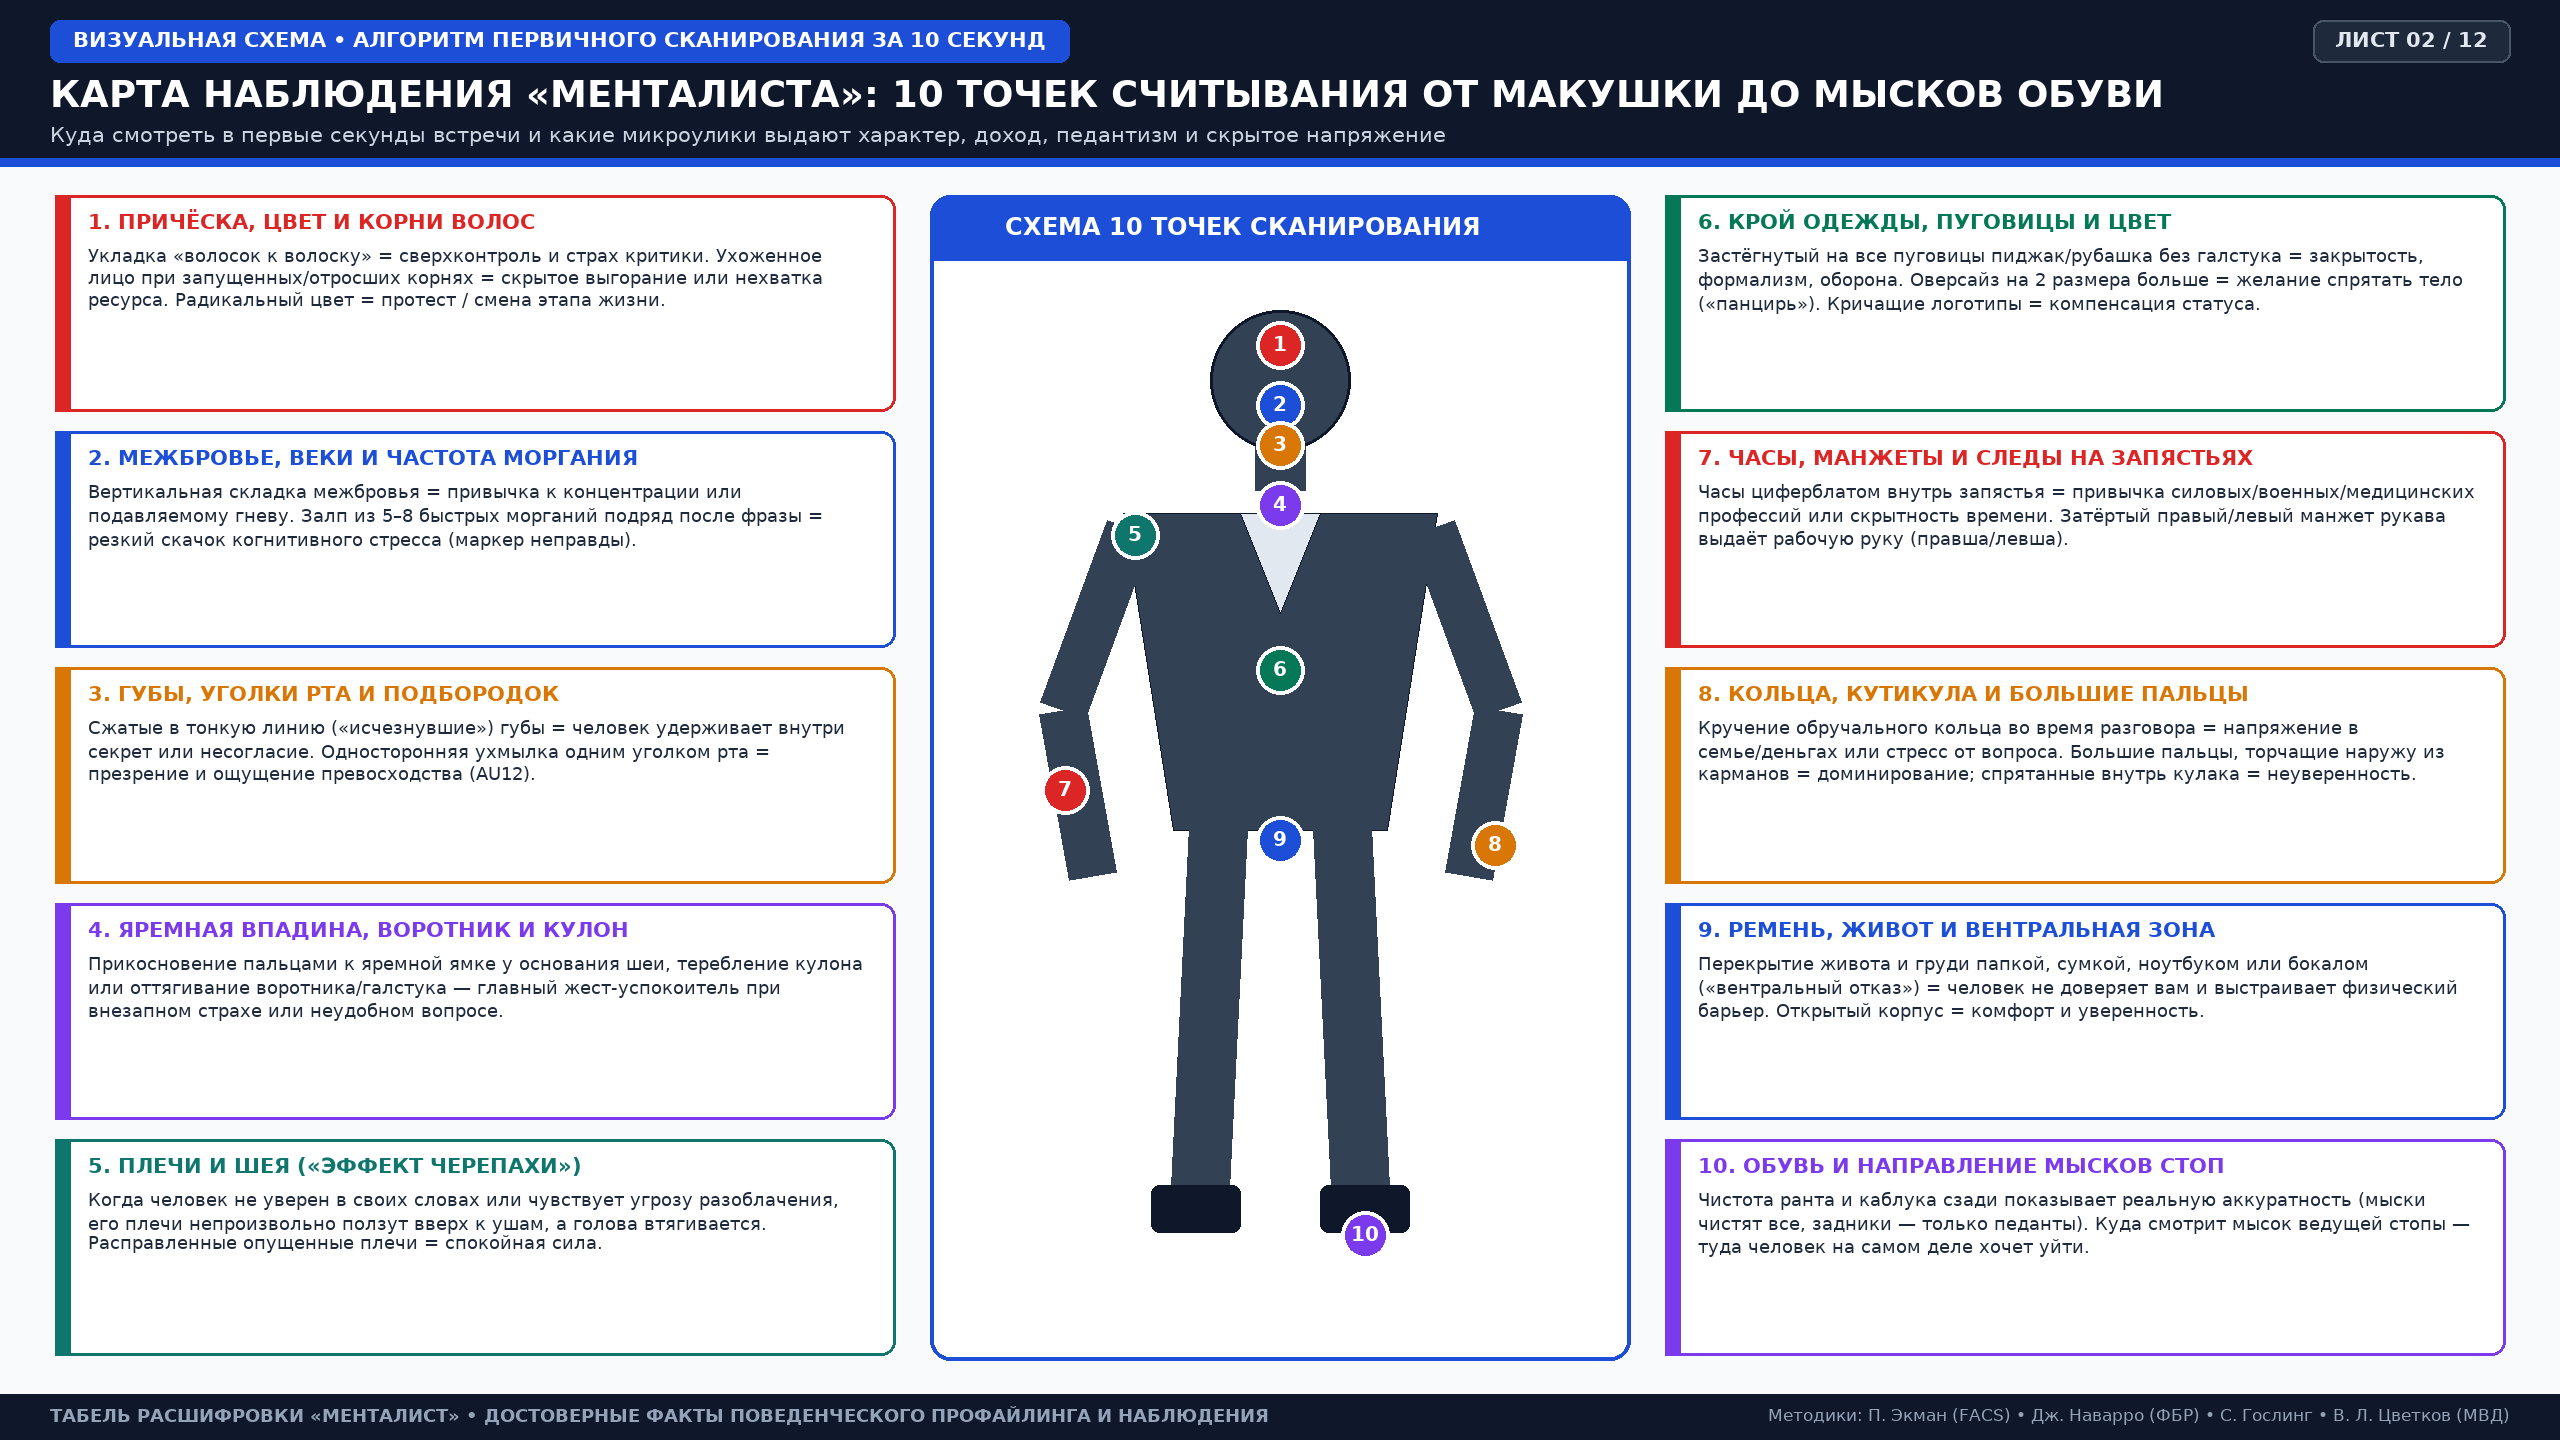 ВИЗУАЛЬНАЯ СХЕМА • АЛГОРИТМ ПЕРВИЧНОГО СКАНИРОВАНИЯ ЗА 10 СЕКУНД
ЛИСТ 02 / 12
КАРТА НАБЛЮДЕНИЯ «МЕНТАЛИСТА»: 10 ТОЧЕК СЧИТЫВАНИЯ ОТ МАКУШКИ ДО МЫСКОВ ОБУВИ
Куда смотреть в первые секунды встречи и какие микроулики выдают характер, доход, педантизм и скрытое напряжение
1. ПРИЧЁСКА, ЦВЕТ И КОРНИ ВОЛОС
Укладка «волосок к волоску» = сверхконтроль и страх критики. Ухоженное
лицо при запущенных/отросших корнях = скрытое выгорание или нехватка
ресурса. Радикальный цвет = протест / смена этапа жизни.
2. МЕЖБРОВЬЕ, ВЕКИ И ЧАСТОТА МОРГАНИЯ
Вертикальная складка межбровья = привычка к концентрации или
подавляемому гневу. Залп из 5–8 быстрых морганий подряд после фразы =
резкий скачок когнитивного стресса (маркер неправды).
3. ГУБЫ, УГОЛКИ РТА И ПОДБОРОДОК
Сжатые в тонкую линию («исчезнувшие») губы = человек удерживает внутри
секрет или несогласие. Односторонняя ухмылка одним уголком рта =
презрение и ощущение превосходства (AU12).
4. ЯРЕМНАЯ ВПАДИНА, ВОРОТНИК И КУЛОН
Прикосновение пальцами к яремной ямке у основания шеи, теребление кулона
или оттягивание воротника/галстука — главный жест-успокоитель при
внезапном страхе или неудобном вопросе.
5. ПЛЕЧИ И ШЕЯ («ЭФФЕКТ ЧЕРЕПАХИ»)
Когда человек не уверен в своих словах или чувствует угрозу разоблачения,
его плечи непроизвольно ползут вверх к ушам, а голова втягивается.
Расправленные опущенные плечи = спокойная сила.
СХЕМА 10 ТОЧЕК СКАНИРОВАНИЯ
1
2
3
4
5
6
7
9
8
10
6. КРОЙ ОДЕЖДЫ, ПУГОВИЦЫ И ЦВЕТ
Застёгнутый на все пуговицы пиджак/рубашка без галстука = закрытость,
формализм, оборона. Оверсайз на 2 размера больше = желание спрятать тело
(«панцирь»). Кричащие логотипы = компенсация статуса.
7. ЧАСЫ, МАНЖЕТЫ И СЛЕДЫ НА ЗАПЯСТЬЯХ
Часы циферблатом внутрь запястья = привычка силовых/военных/медицинских
профессий или скрытность времени. Затёртый правый/левый манжет рукава
выдаёт рабочую руку (правша/левша).
8. КОЛЬЦА, КУТИКУЛА И БОЛЬШИЕ ПАЛЬЦЫ
Кручение обручального кольца во время разговора = напряжение в
семье/деньгах или стресс от вопроса. Большие пальцы, торчащие наружу из
карманов = доминирование; спрятанные внутрь кулака = неуверенность.
9. РЕМЕНЬ, ЖИВОТ И ВЕНТРАЛЬНАЯ ЗОНА
Перекрытие живота и груди папкой, сумкой, ноутбуком или бокалом
(«вентральный отказ») = человек не доверяет вам и выстраивает физический
барьер. Открытый корпус = комфорт и уверенность.
10. ОБУВЬ И НАПРАВЛЕНИЕ МЫСКОВ СТОП
Чистота ранта и каблука сзади показывает реальную аккуратность (мыски
чистят все, задники — только педанты). Куда смотрит мысок ведущей стопы —
туда человек на самом деле хочет уйти.
ТАБЕЛЬ РАСШИФРОВКИ «МЕНТАЛИСТ» • ДОСТОВЕРНЫЕ ФАКТЫ ПОВЕДЕНЧЕСКОГО ПРОФАЙЛИНГА И НАБЛЮДЕНИЯ
Методики: П. Экман (FACS) • Дж. Наварро (ФБР) • С. Гослинг • В. Л. Цветков (МВД)